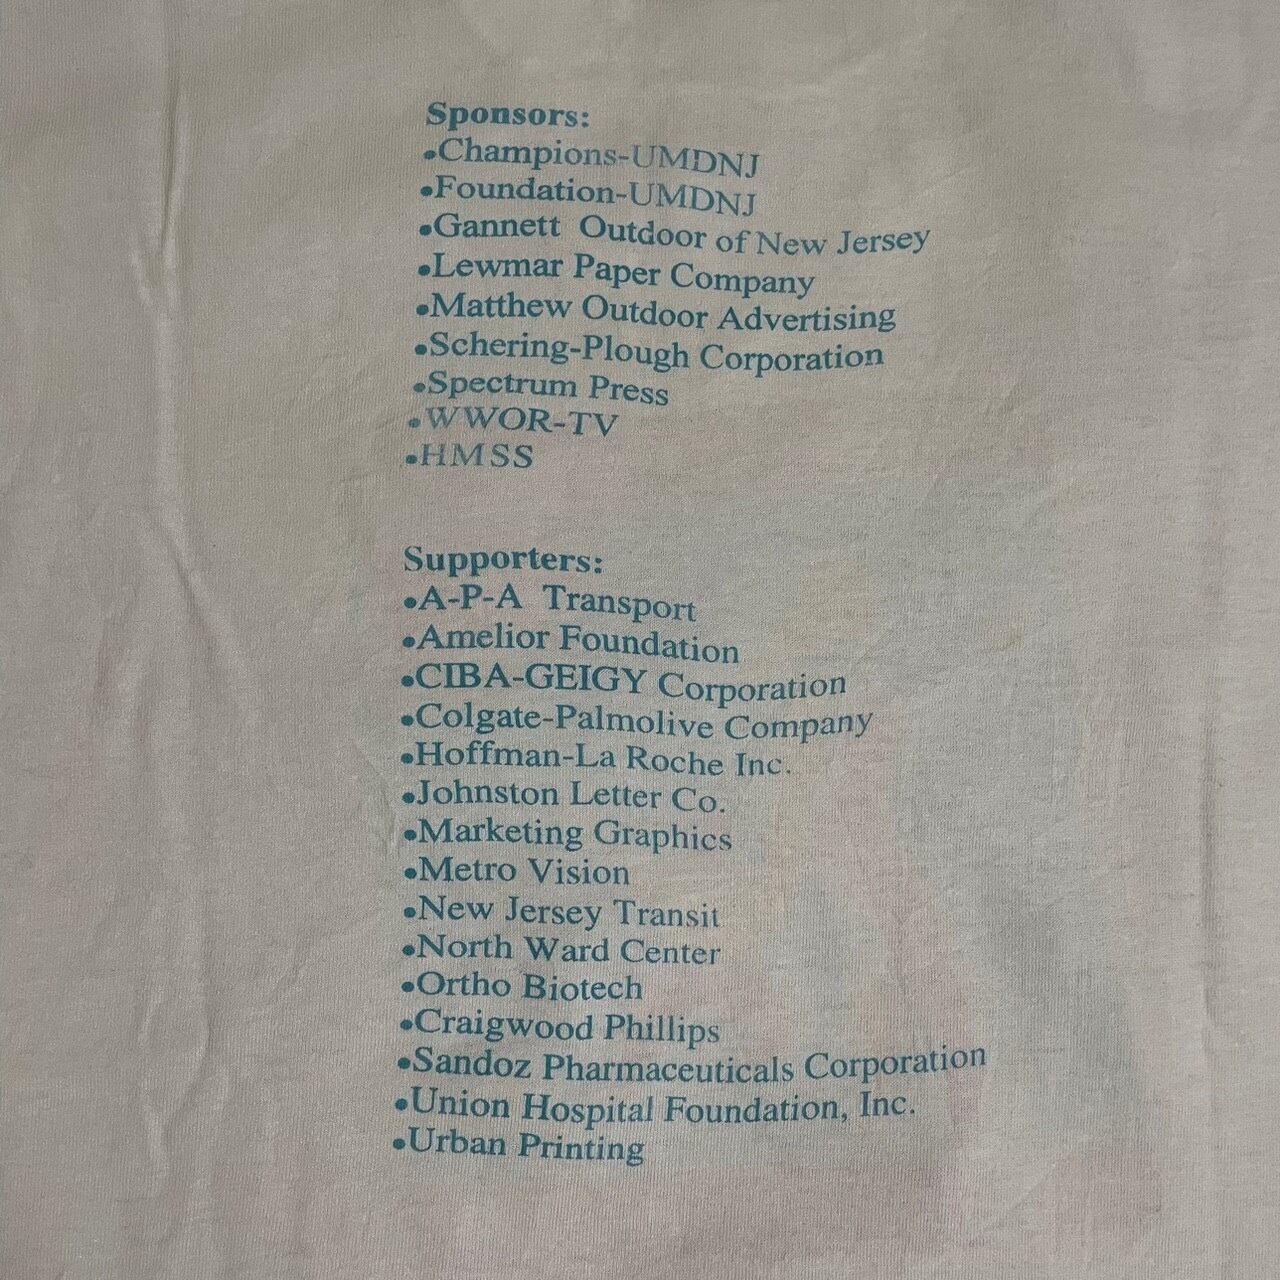 Sponsors:
•Champions-UMDNJ
•Foundation-UMDNJ
•Gannett Outdoor of New Jersey
•Lewmar Paper Company
•Matthew Outdoor Advertising
•Schering-Plough Corporation
•Spectrum Press
•WWOR-TV
•HMSS
Supporters:
•A-P-A Transport
•Amelior Foundation
•CIBA-GEIGY Corporation
•Colgate-Palmolive Company
•Hoffman-La Roche Inc.
•Johnston Letter Co.
•Marketing Graphics
•Metro Vision
•New Jersey Transit
•North Ward Center
•Ortho Biotech
•Craigwood Phillips
•Sandoz Pharmaceuticals Corporation
•Union Hospital Foundation, Inc.
•Urban Printing